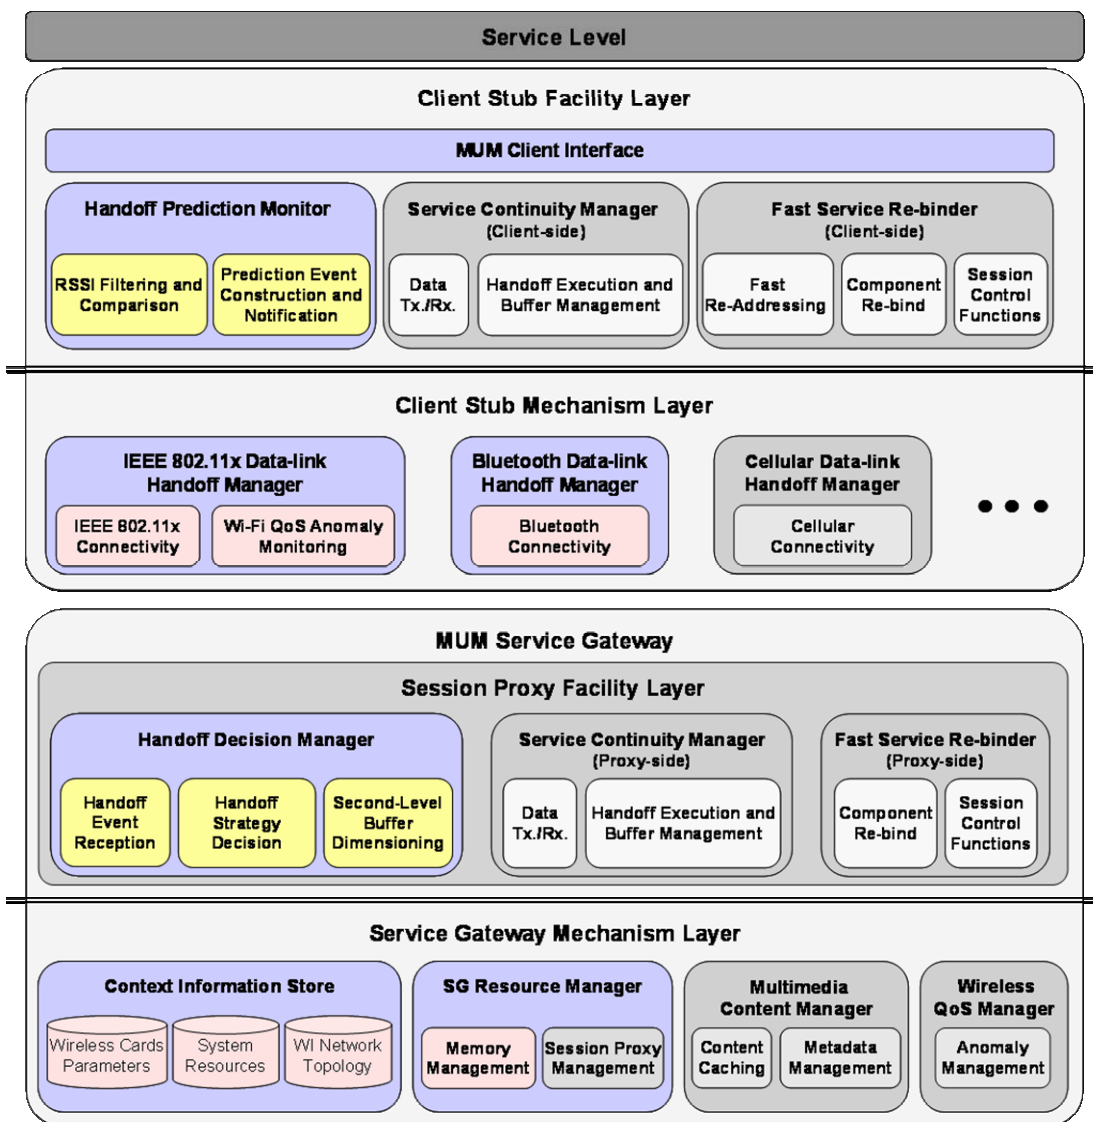 Service Level
Client Stub Facility Layer
MUM Client Interface
Handoff Prediction Monitor
RSSI Filtering and
Comparison
Prediction Event
Construction and
Notification
Service Continuity Manager
(Client-side)
Data
Tx./Rx.
Handoff Execution and
Buffer Management
Fast Service Re-binder
(Client-side)
Fast
Re-Addressing
Component
Re-bind
Session
Control
Functions
Client Stub Mechanism Layer
IEEE 802.11x Data-link
Handoff Manager
IEEE 802.11x
Connectivity
Wi-Fi QoS Anomaly
Monitoring
Bluetooth Data-link
Handoff Manager
Bluetooth
Connectivity
Cellular Data-link
Handoff Manager
Cellular
Connectivity
MUM Service Gateway
Session Proxy Facility Layer
Handoff Decision Manager
Handoff
Event
Reception
Handoff
Strategy
Decision
Second-Level
Buffer
Dimensioning
Service Continuity Manager
(Proxy-side)
Data
Tx./Rx.
Handoff Execution and
Buffer Management
Fast Service Re-binder
(Proxy-side)
Component
Re-bind
Session
Control
Functions
Service Gateway Mechanism Layer
Context Information Store
Wireless Cards
Parameters
System
Resources
WI Network
Topology
SG Resource Manager
Memory
Management
Session Proxy
Management
Multimedia
Content Manager
Content
Caching
Metadata
Management
Wireless
QoS Manager
Anomaly
Management